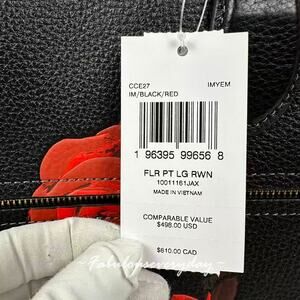 CCE27 IMYEM
IM/BLACK/RED
1 96395 99656 8
FLR PT LG RWN
10011161JAX
MADE IN VIETNAM
COMPARABLE VALUE
$498.00 USD
$610.00 CAD
~ Fabulouseveryday ~